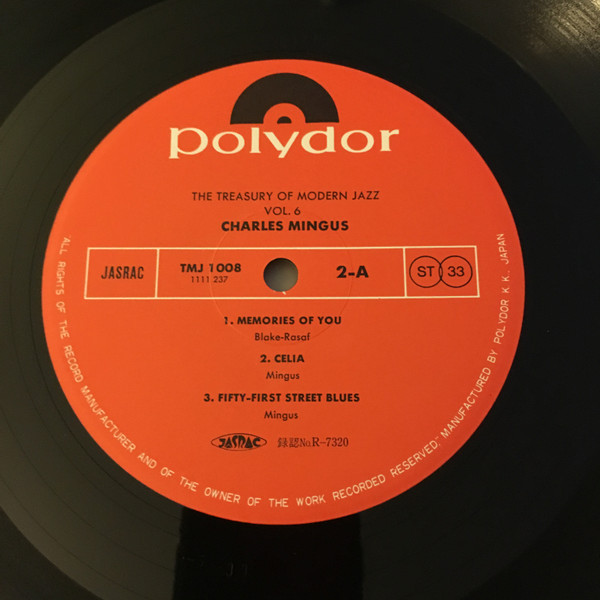 polydor
THE TREASURY OF MODERN JAZZ
VOL. 6
CHARLES MINGUS
JASRAC
TMJ 1008
1111 237
2-A
ST 33
1. MEMORIES OF YOU
Blake-Rasaf
2. CELIA
Mingus
3. FIFTY-FIRST STREET BLUES
Mingus
JASRAC 録認No.R-7320
ALL RIGHTS OF THE RECORD MANUFACTURER AND OF THE OWNER OF THE WORK RECORDED RESERVED. MANUFACTURED BY POLYDOR K.K., JAPAN